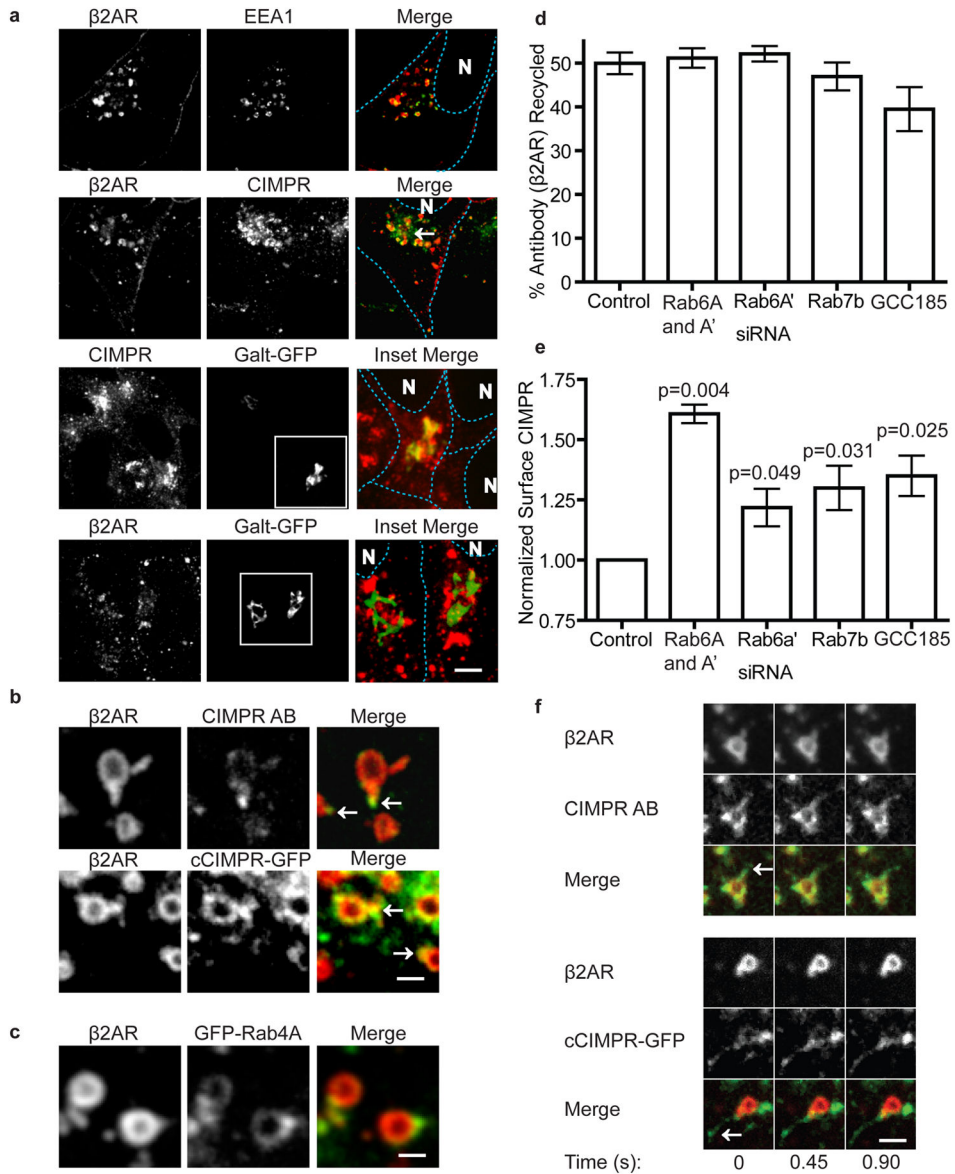 a
β2AR EEA1 Merge
N
β2AR CIMPR Merge
N
CIMPR Galt-GFP Inset Merge
N
N
N
β2AR Galt-GFP Inset Merge
N N
b
β2AR CIMPR AB Merge
β2AR cCIMPR-GFP Merge
c
β2AR GFP-Rab4A Merge
d
% Antibody (β2AR) Recycled
50
40
30
20
10
0
Control Rab6A and A’ Rab6A' Rab7b GCC185
siRNA
e
Normalized Surface CIMPR
1.75
1.50
1.25
1.00
0.75
p=0.004
p=0.049
p=0.031
p=0.025
Control Rab6A and A’ Rab6a' Rab7b GCC185
siRNA
f
β2AR
CIMPR AB
Merge
β2AR
cCIMPR-GFP
Merge
Time (s): 0 0.45 0.90